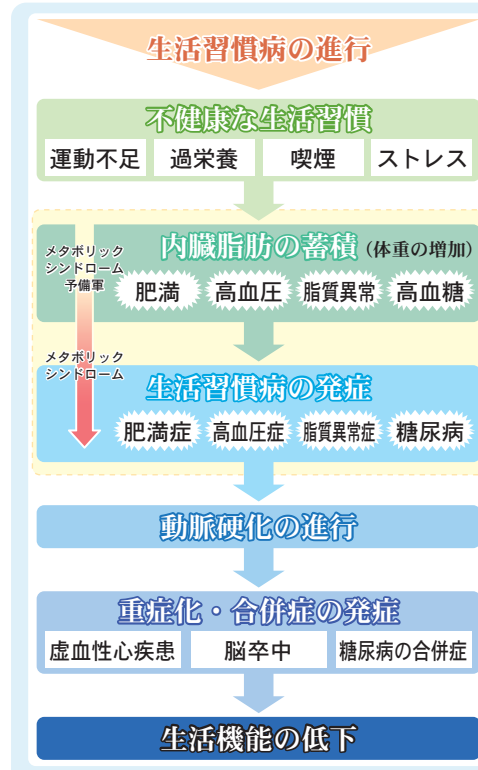 生活習慣病の進行
不健康な生活習慣
運動不足 過栄養 喫煙 ストレス
内臓脂肪の蓄積(体重の増加)
メタボリック
シンドローム
予備軍
肥満 高血圧 脂質異常 高血糖
メタボリック
シンドローム
生活習慣病の発症
肥満症 高血圧症 脂質異常症 糖尿病
動脈硬化の進行
重症化・合併症の発症
虚血性心疾患 脳卒中 糖尿病の合併症
生活機能の低下